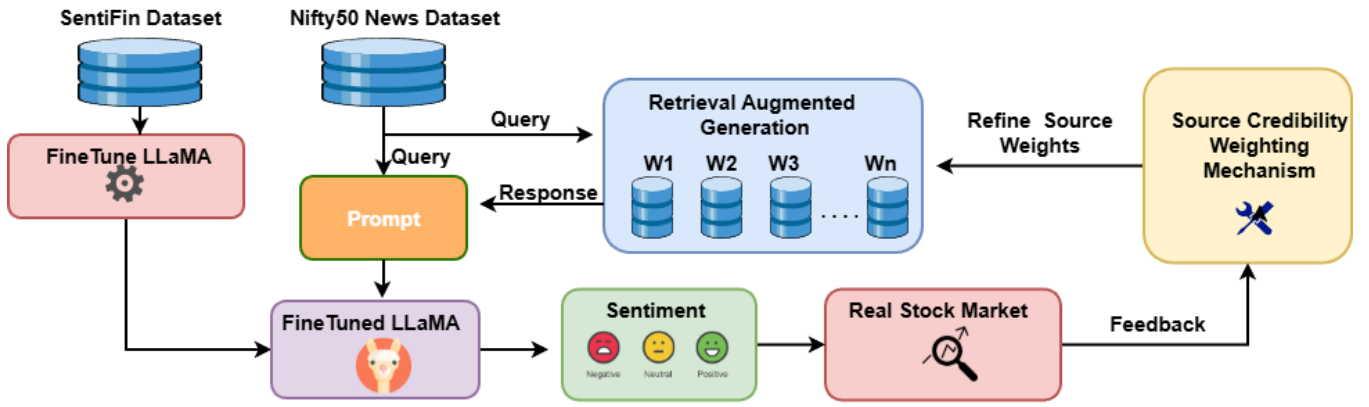 SentiFin Dataset
Nifty50 News Dataset
FineTune LLaMA
Query
Query
Prompt
Response
Retrieval Augmented
Generation
W1 W2 W3 Wn
. . . .
Refine Source
Weights
Source Credibility
Weighting
Mechanism
FineTuned LLaMA
Sentiment
Negative Neutral Positive
Real Stock Market
Feedback